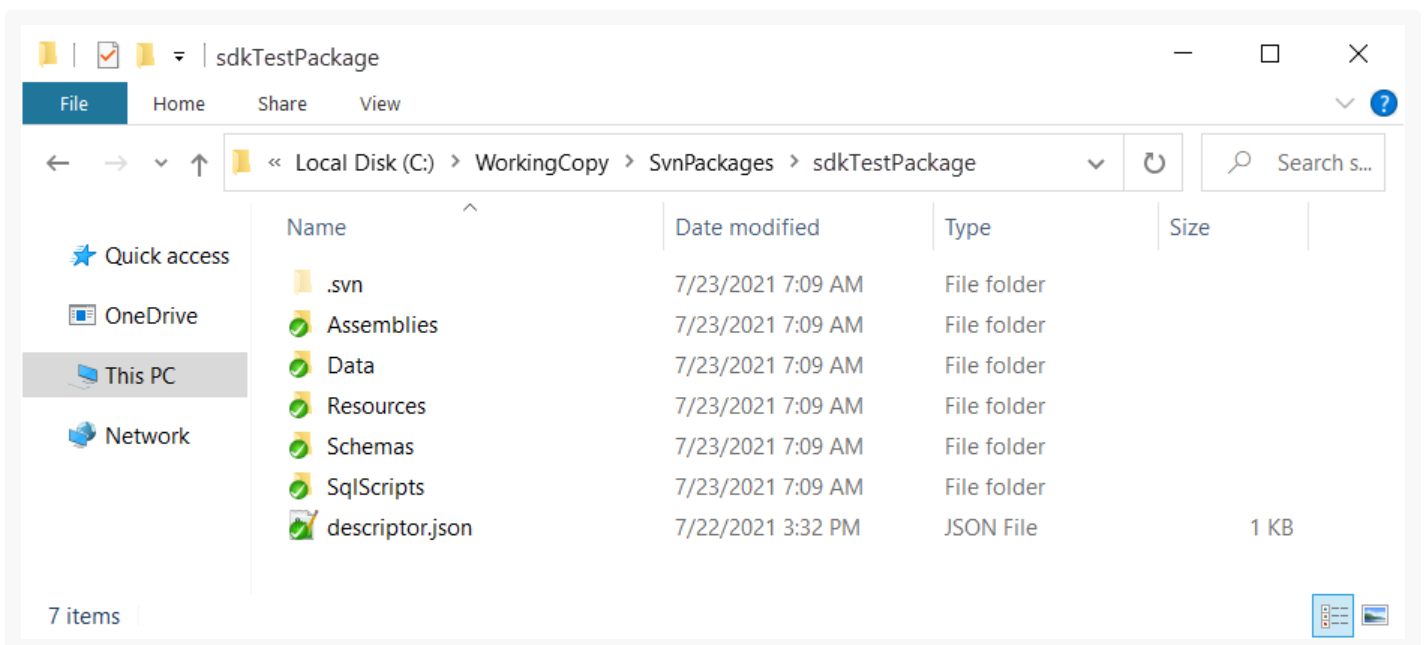 sdkTestPackage
File Home Share View
?
« Local Disk (C:) > WorkingCopy > SvnPackages > sdkTestPackage Search s...
Name Date modified Type Size
Quick access
OneDrive
This PC
Network
.svn 7/23/2021 7:09 AM File folder
Assemblies 7/23/2021 7:09 AM File folder
Data 7/23/2021 7:09 AM File folder
Resources 7/23/2021 7:09 AM File folder
Schemas 7/23/2021 7:09 AM File folder
SqlScripts 7/23/2021 7:09 AM File folder
descriptor.json 7/22/2021 3:32 PM JSON File 1 KB
7 items